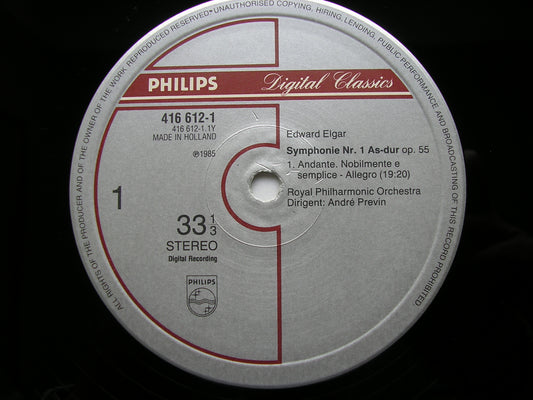 ALL RIGHTS OF THE PRODUCER AND OF THE OWNER OF THE WORK REPRODUCED RESERVED • UNAUTHORISED COPYING, HIRING, LENDING, PUBLIC PERFORMANCE AND BROADCASTING OF THIS RECORD PROHIBITED.
PHILIPS Digital Classics
416 612-1
416 612-1.1Y
MADE IN HOLLAND
℗1985
Edward Elgar
Symphonie Nr. 1 As-dur op. 55
1. Andante. Nobilmente e
semplice - Allegro (19:20)
Royal Philharmonic Orchestra
Dirigent: André Previn
1
33 1/3
STEREO
Digital Recording
PHILIPS